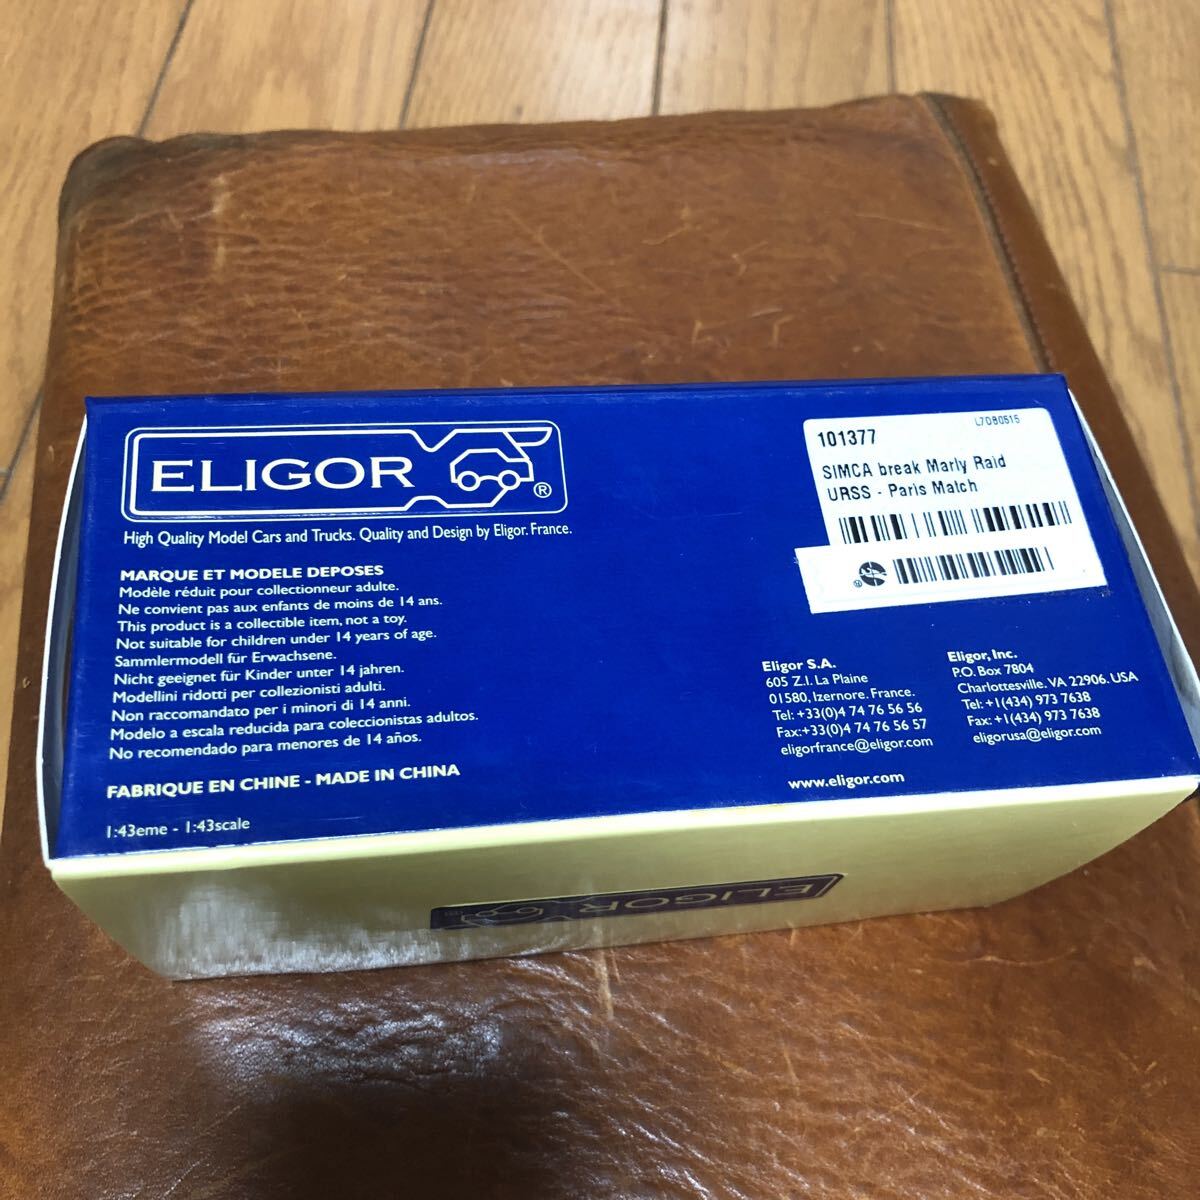 ELIGOR
®
High Quality Model Cars and Trucks. Quality and Design by Eligor. France.
MARQUE ET MODELE DEPOSES
Modèle réduit pour collectionneur adulte.
Ne convient pas aux enfants de moins de 14 ans.
This product is a collectible item, not a toy.
Not suitable for children under 14 years of age.
Sammlermodell für Erwachsene.
Nicht geeignet für Kinder unter 14 jahren.
Modellini ridotti per collezionisti adulti.
Non raccomandato per i minori di 14 anni.
Modelo a escala reducida para coleccionistas adultos.
No recomendado para menores de 14 años.
FABRIQUE EN CHINE - MADE IN CHINA
1:43eme - 1:43scale
L7080515
101377
SIMCA break Marly Raid
URSS - Paris Match
Eligor S.A.
605 Z.I. La Plaine
01580, Izernore. France.
Tel: +33(0)4 74 76 56 56
Fax:+33(0)4 74 76 56 57
eligorfrance@eligor.com
Eligor, Inc.
P.O. Box 7804
Charlottesville. VA 22906. USA
Tel: +1(434) 973 7638
Fax: +1(434) 973 7638
eligorusa@eligor.com
www.eligor.com
ELIGOR